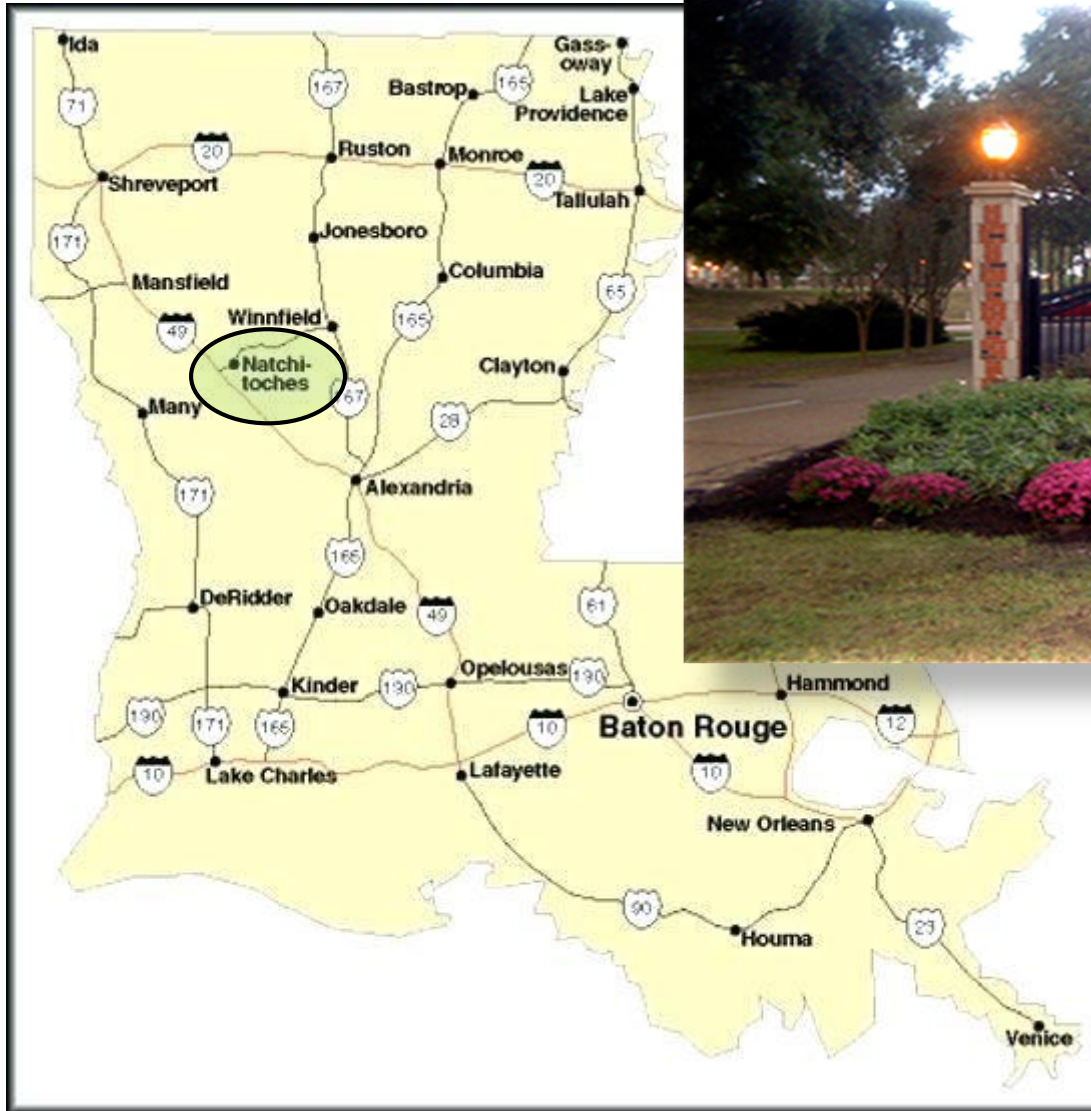 Ida
Gass-
oway
167
165
Bastrop
71
Lake
Providence
20
Ruston
Monroe
20
Shreveport
Tallulah
171
Jonesboro
Columbia
Mansfield
65
Winnfield
165
49
Natchi-
toches
Clayton
167
Many
28
Alexandria
171
165
DeRidder
Oakdale
49
61
Opelousas
190
Kinder
190
Hammond
190
171
165
10
Baton Rouge
12
10
Lake Charles
Lafayette
10
New Orleans
90
Houma
23
Venice